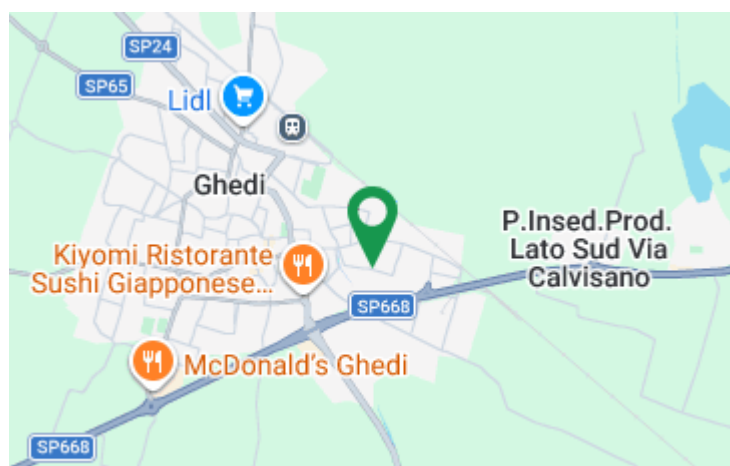 SP24
SP65
Lidl
Ghedi
Kiyomi Ristorante
Sushi Giapponese...
P.Insed.Prod.
Lato Sud Via
Calvisano
SP668
McDonald's Ghedi
SP668